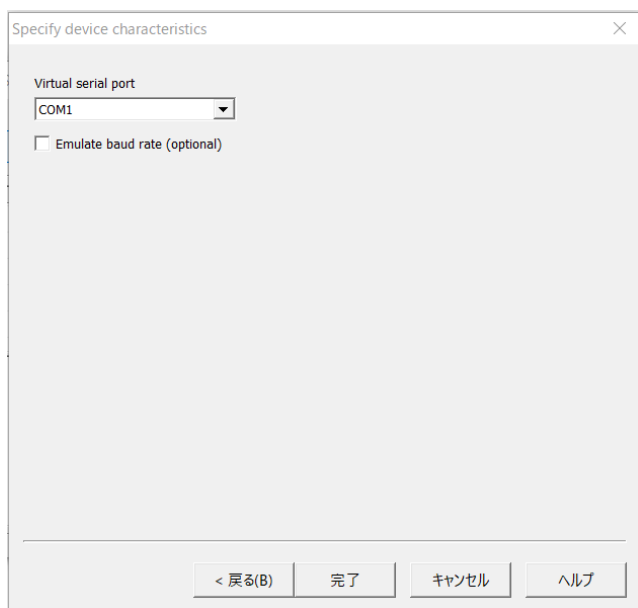 Specify device characteristics
Virtual serial port
COM1
Emulate baud rate (optional)
< 戻る(B)
完了
キャンセル
ヘルプ